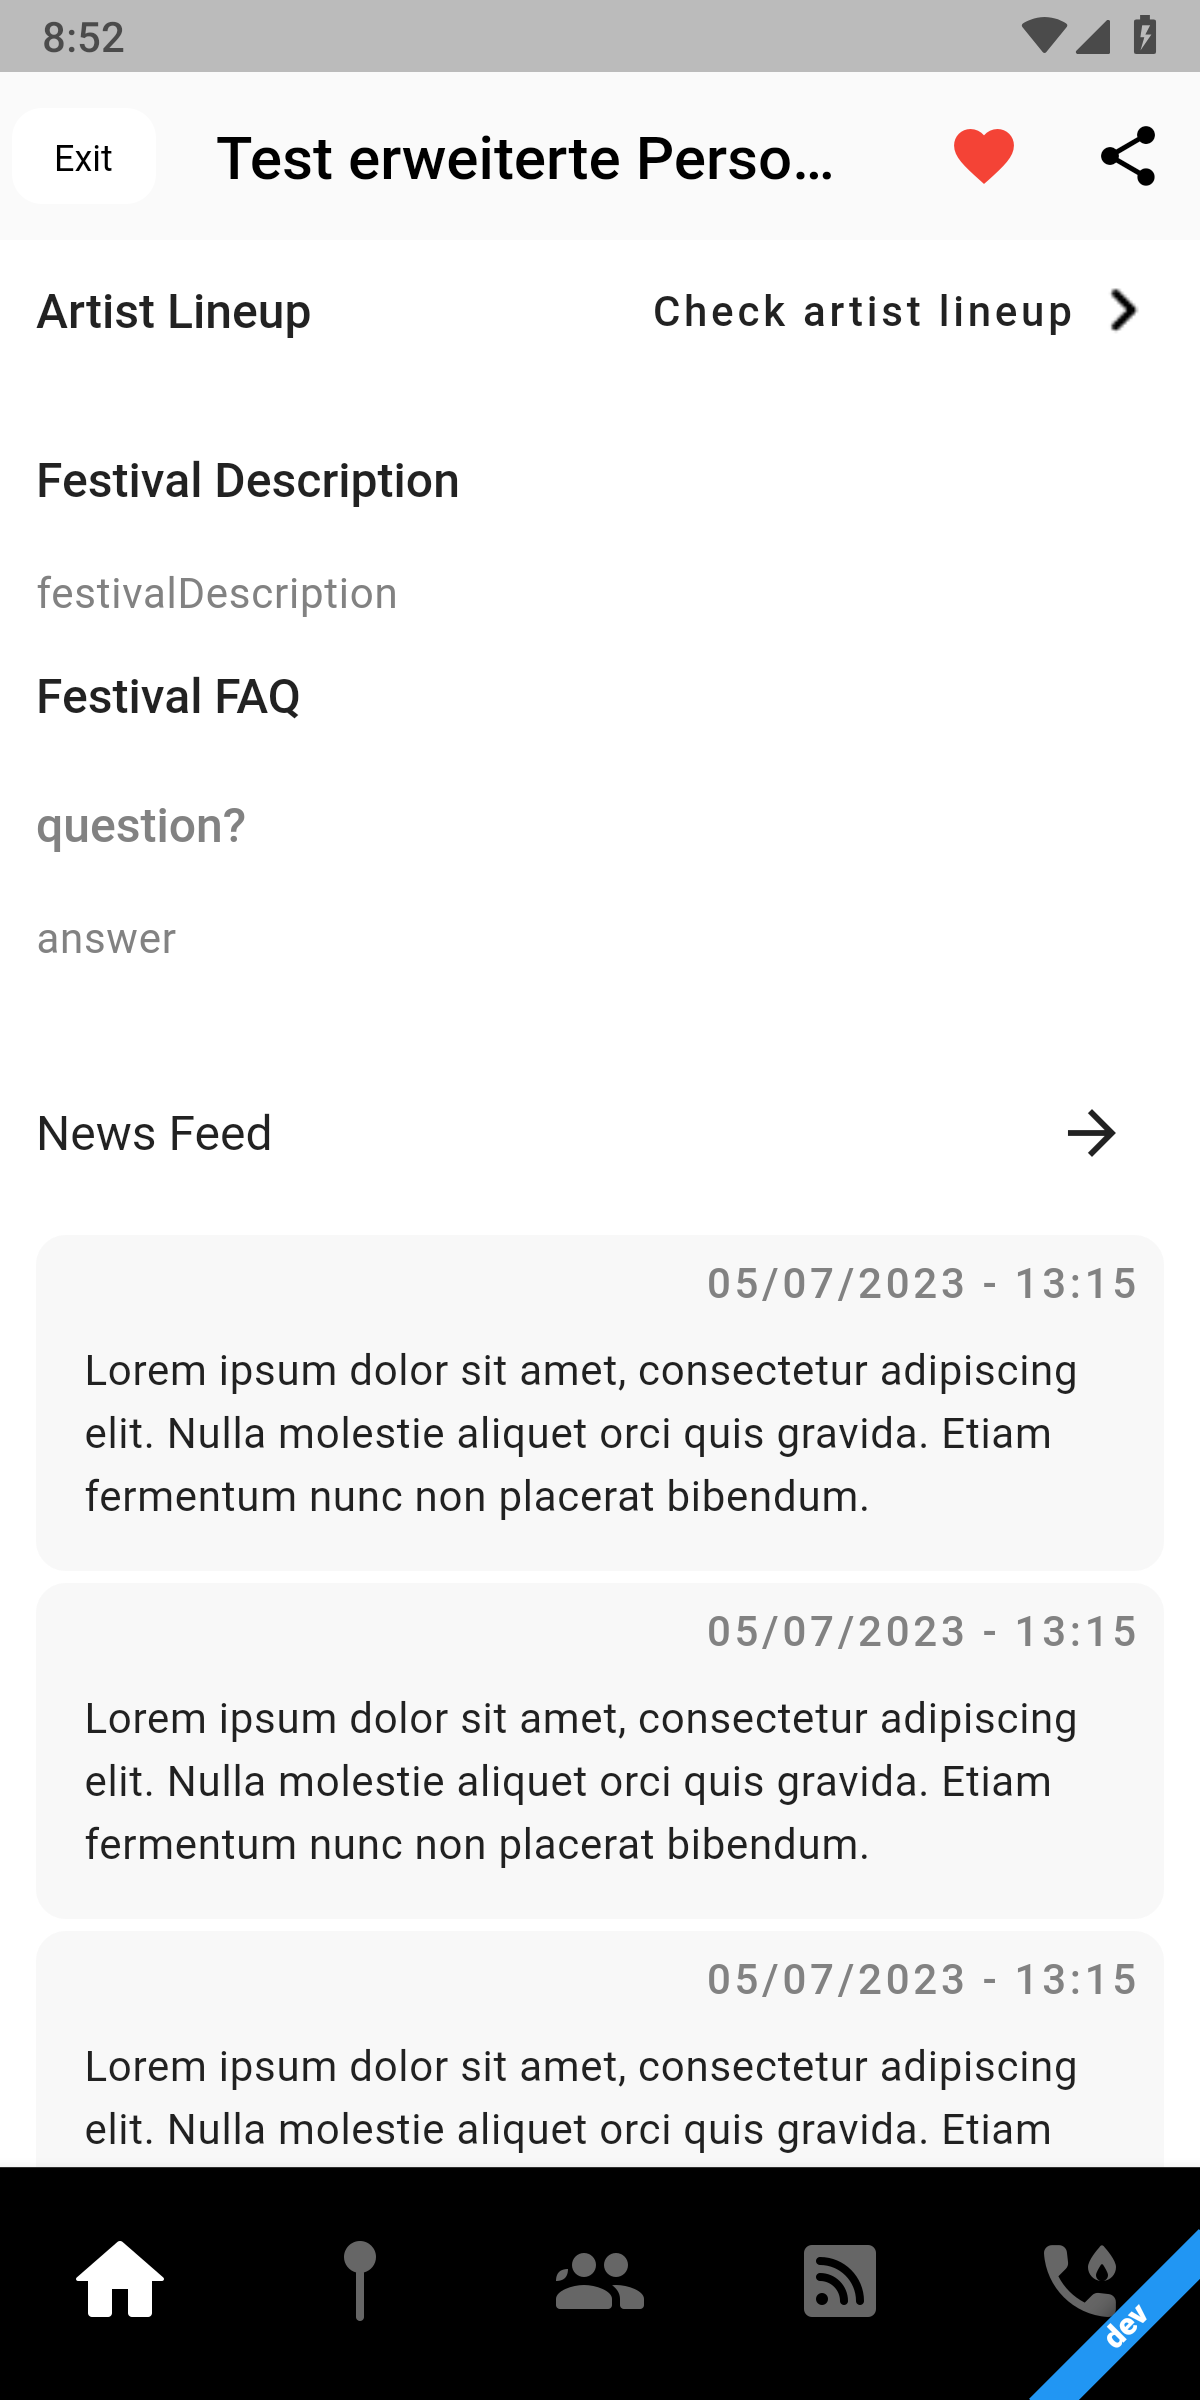 8:52
Exit
Test erweiterte Perso...
Artist Lineup
Check artist lineup
Festival Description
festivalDescription
Festival FAQ
question?
answer
News Feed
05/07/2023 - 13:15
Lorem ipsum dolor sit amet, consectetur adipiscing
elit. Nulla molestie aliquet orci quis gravida. Etiam
fermentum nunc non placerat bibendum.
05/07/2023 - 13:15
Lorem ipsum dolor sit amet, consectetur adipiscing
elit. Nulla molestie aliquet orci quis gravida. Etiam
fermentum nunc non placerat bibendum.
05/07/2023 - 13:15
Lorem ipsum dolor sit amet, consectetur adipiscing
elit. Nulla molestie aliquet orci quis gravida. Etiam
dev